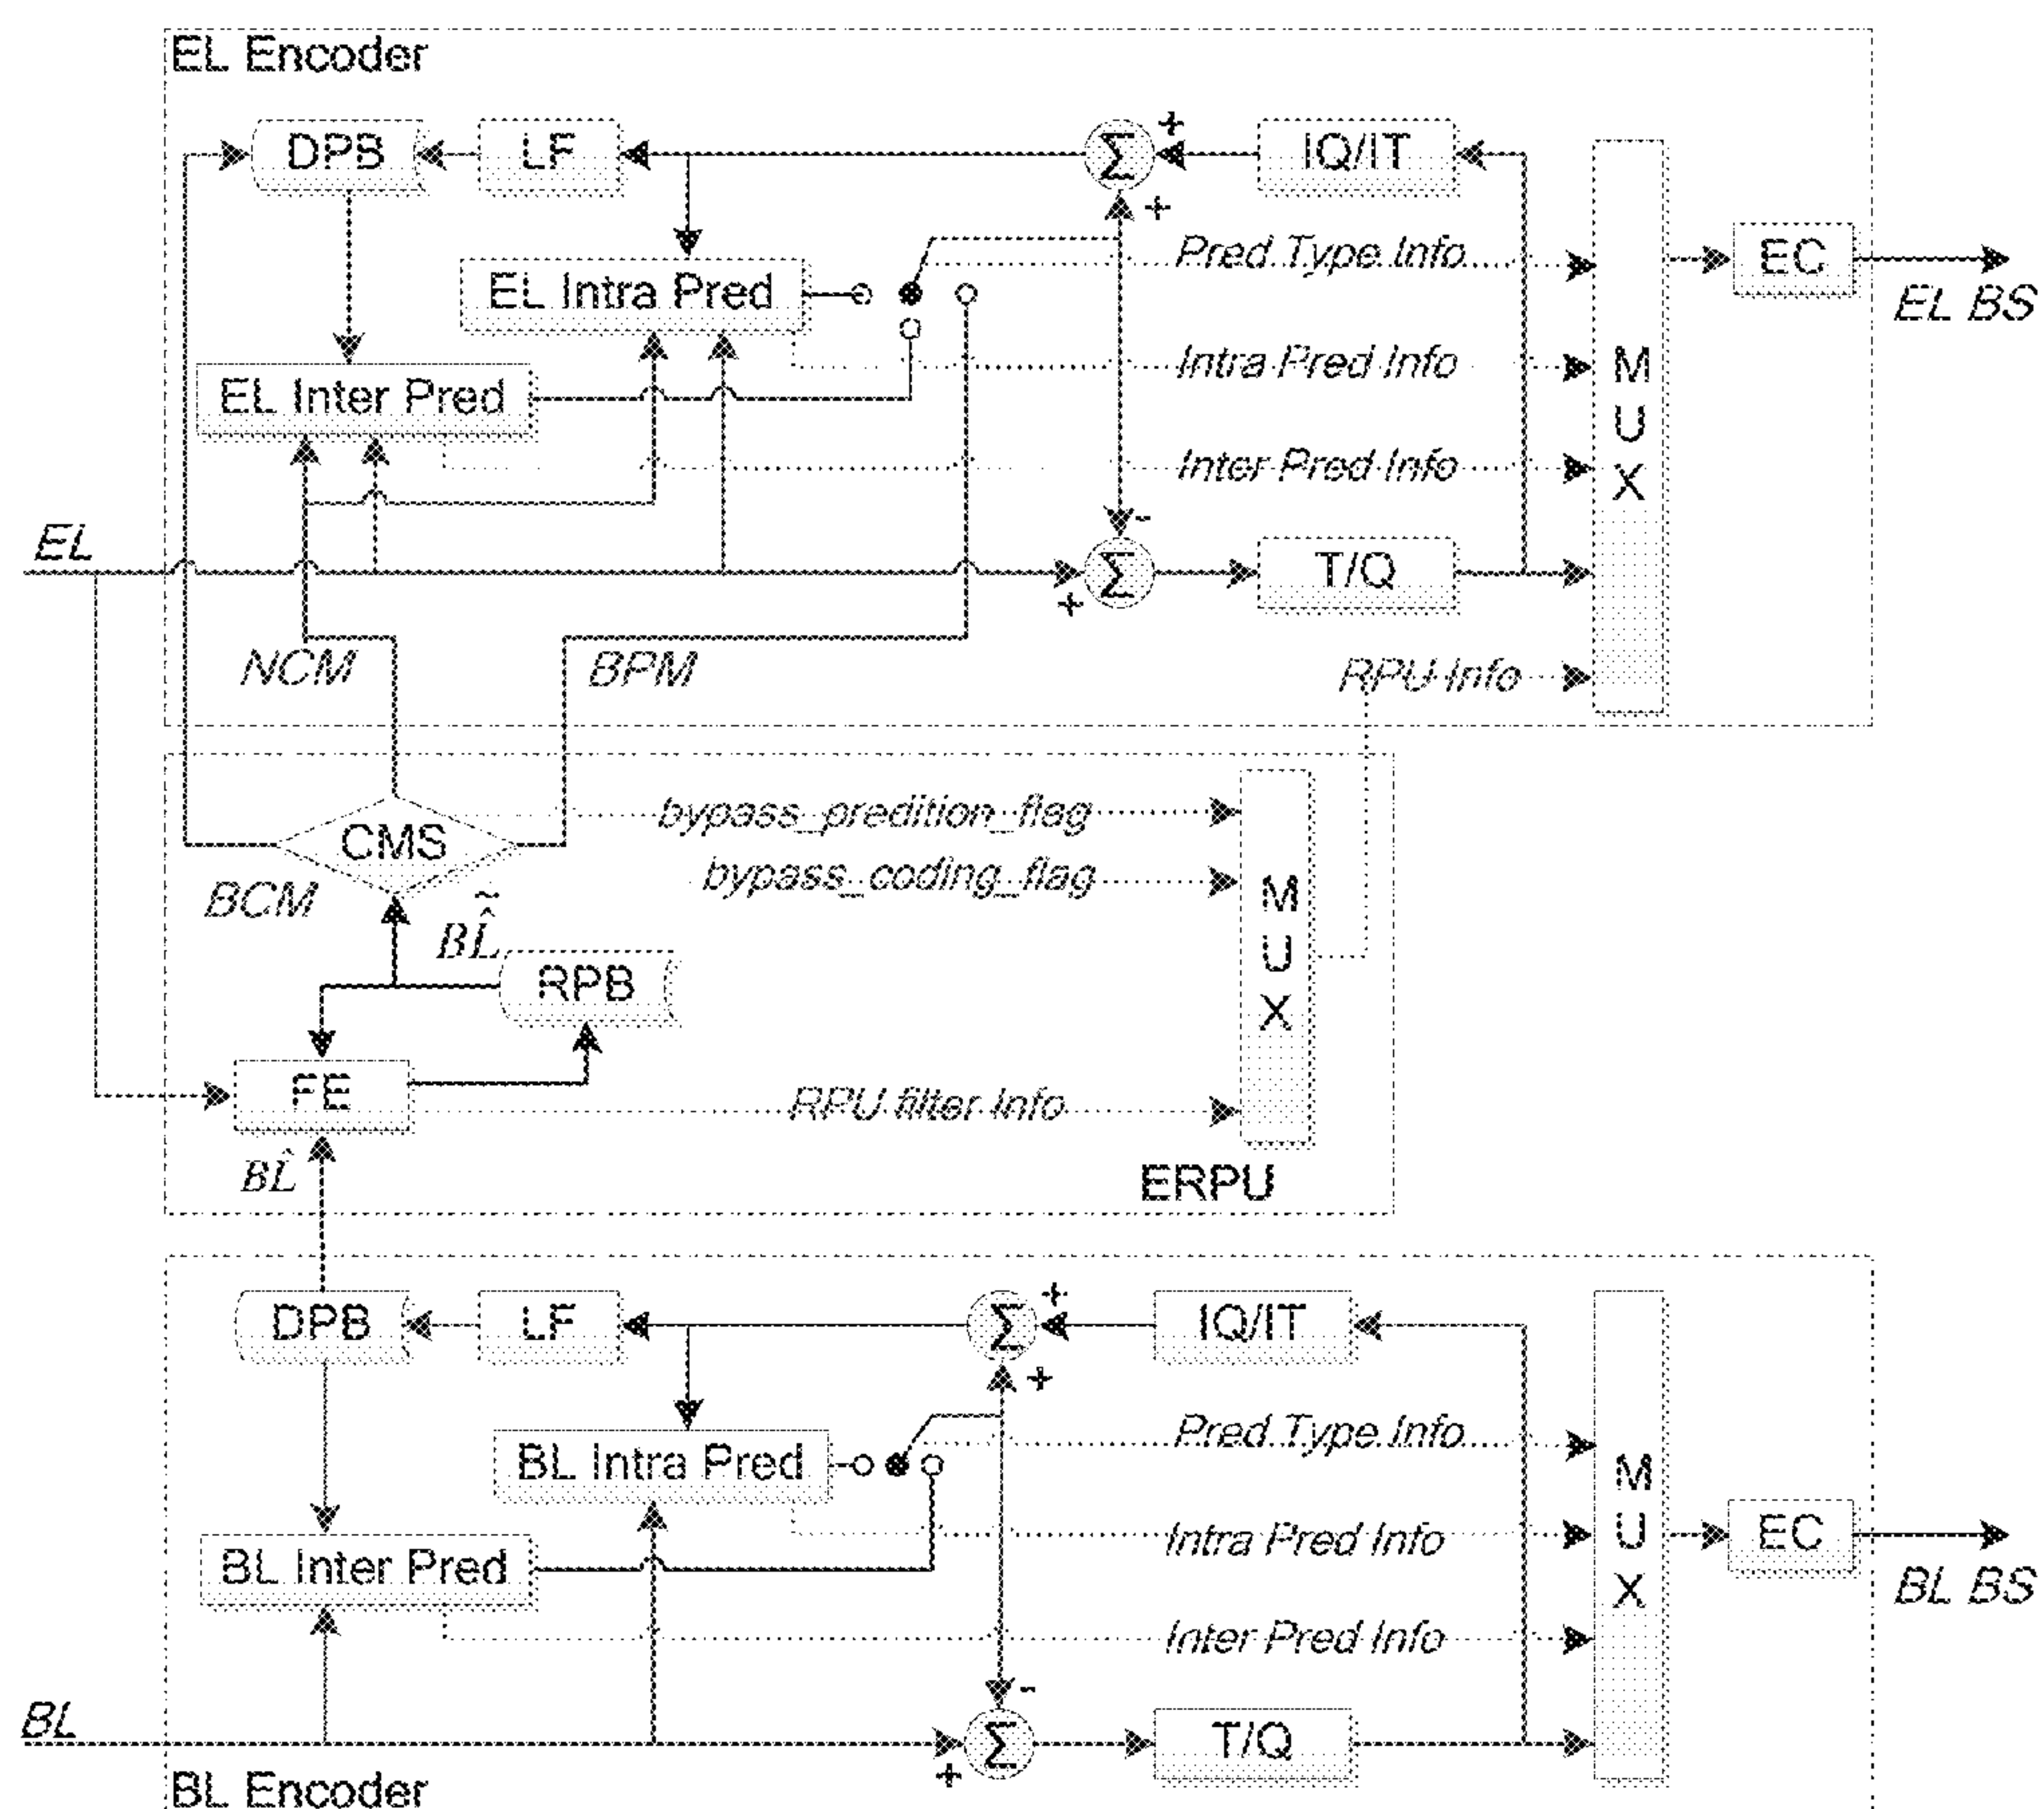 EL Encoder
DPB
LF
Σ
+
+
IQ/IT
EL Intra Pred
Pred Type Info
M
U
X
EC
EL BS
EL Inter Pred
Intra Pred Info
Inter Pred Info
EL
-
+
Σ
T/Q
NCM
BPM
RPU Info
CMS
bypass_predition_flag
bypass_coding_flag
BCM
B\tilde{\hat{L}}
RPB
M
U
X
FE
RPU filter Info
BL̂
ERPU
DPB
LF
Σ
+
+
IQ/IT
BL Intra Pred
Pred Type Info
M
U
X
EC
BL BS
BL Inter Pred
Intra Pred Info
Inter Pred Info
BL
-
+
Σ
T/Q
BL Encoder